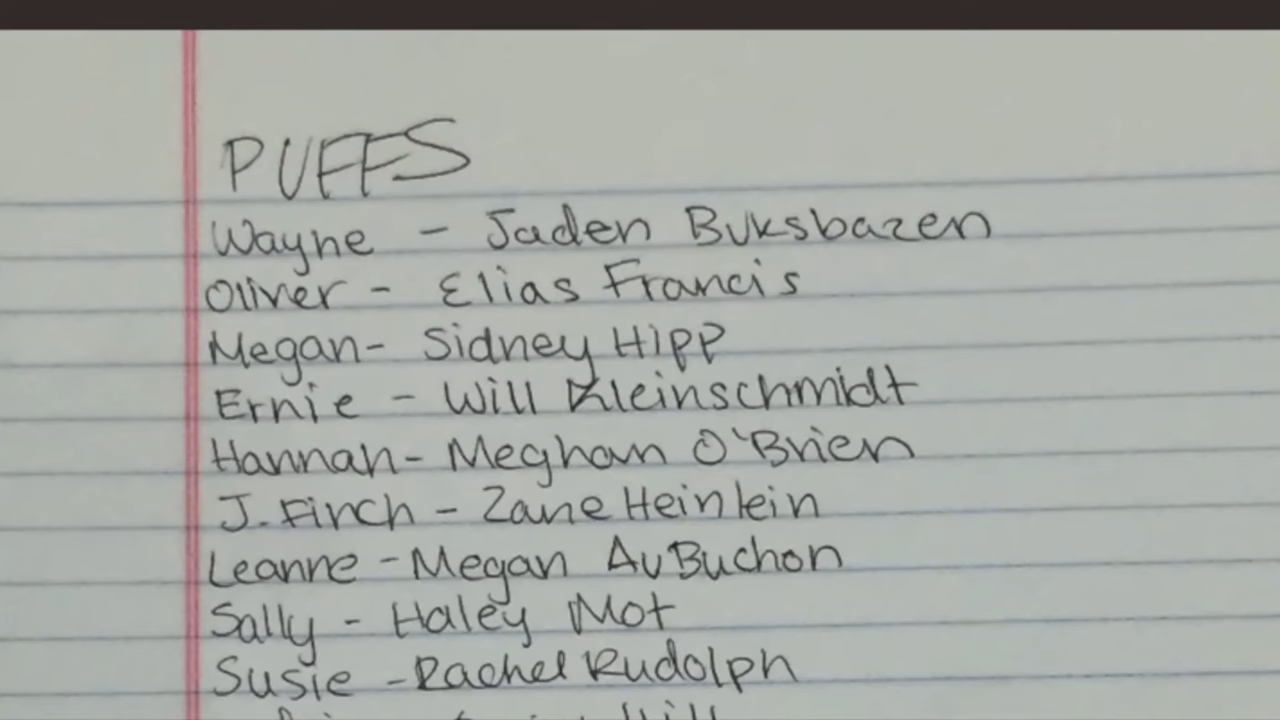 PUFFS
Wayne - Jaden Buksbazen
Oliver - Elias Francis
Megan- Sidney Hipp
Ernie - Will Kleinschmidt
Hannah- Meghan O'Brien
J. Finch - Zane Heinlein
Leanne - Megan AuBuchon
Sally - Haley Mot
Susie - Rachel Rudolph